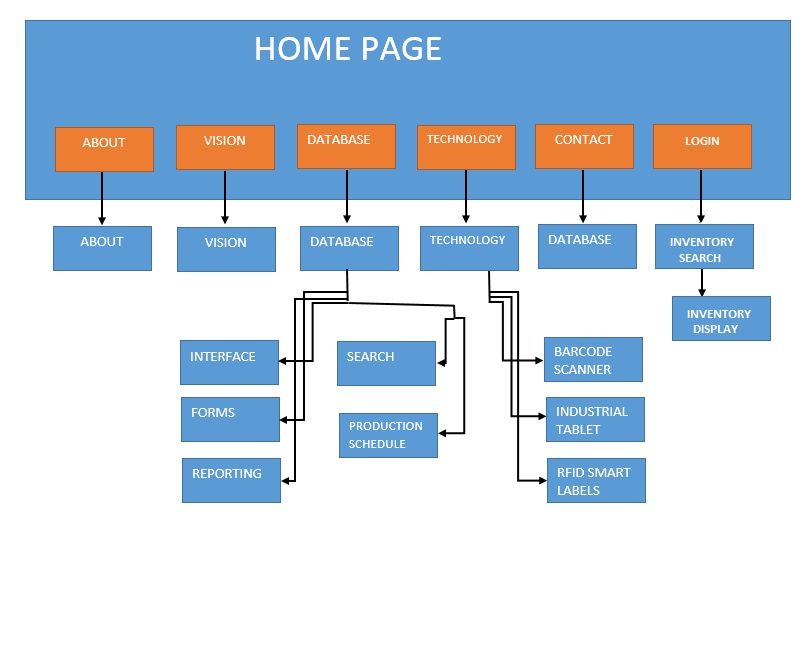 HOME PAGE
ABOUT
VISION
DATABASE
TECHNOLOGY
CONTACT
LOGIN
ABOUT
VISION
DATABASE
TECHNOLOGY
DATABASE
INVENTORY
SEARCH
INVENTORY
DISPLAY
INTERFACE
SEARCH
BARCODE
SCANNER
FORMS
PRODUCTION
SCHEDULE
INDUSTRIAL
TABLET
REPORTING
RFID SMART
LABELS